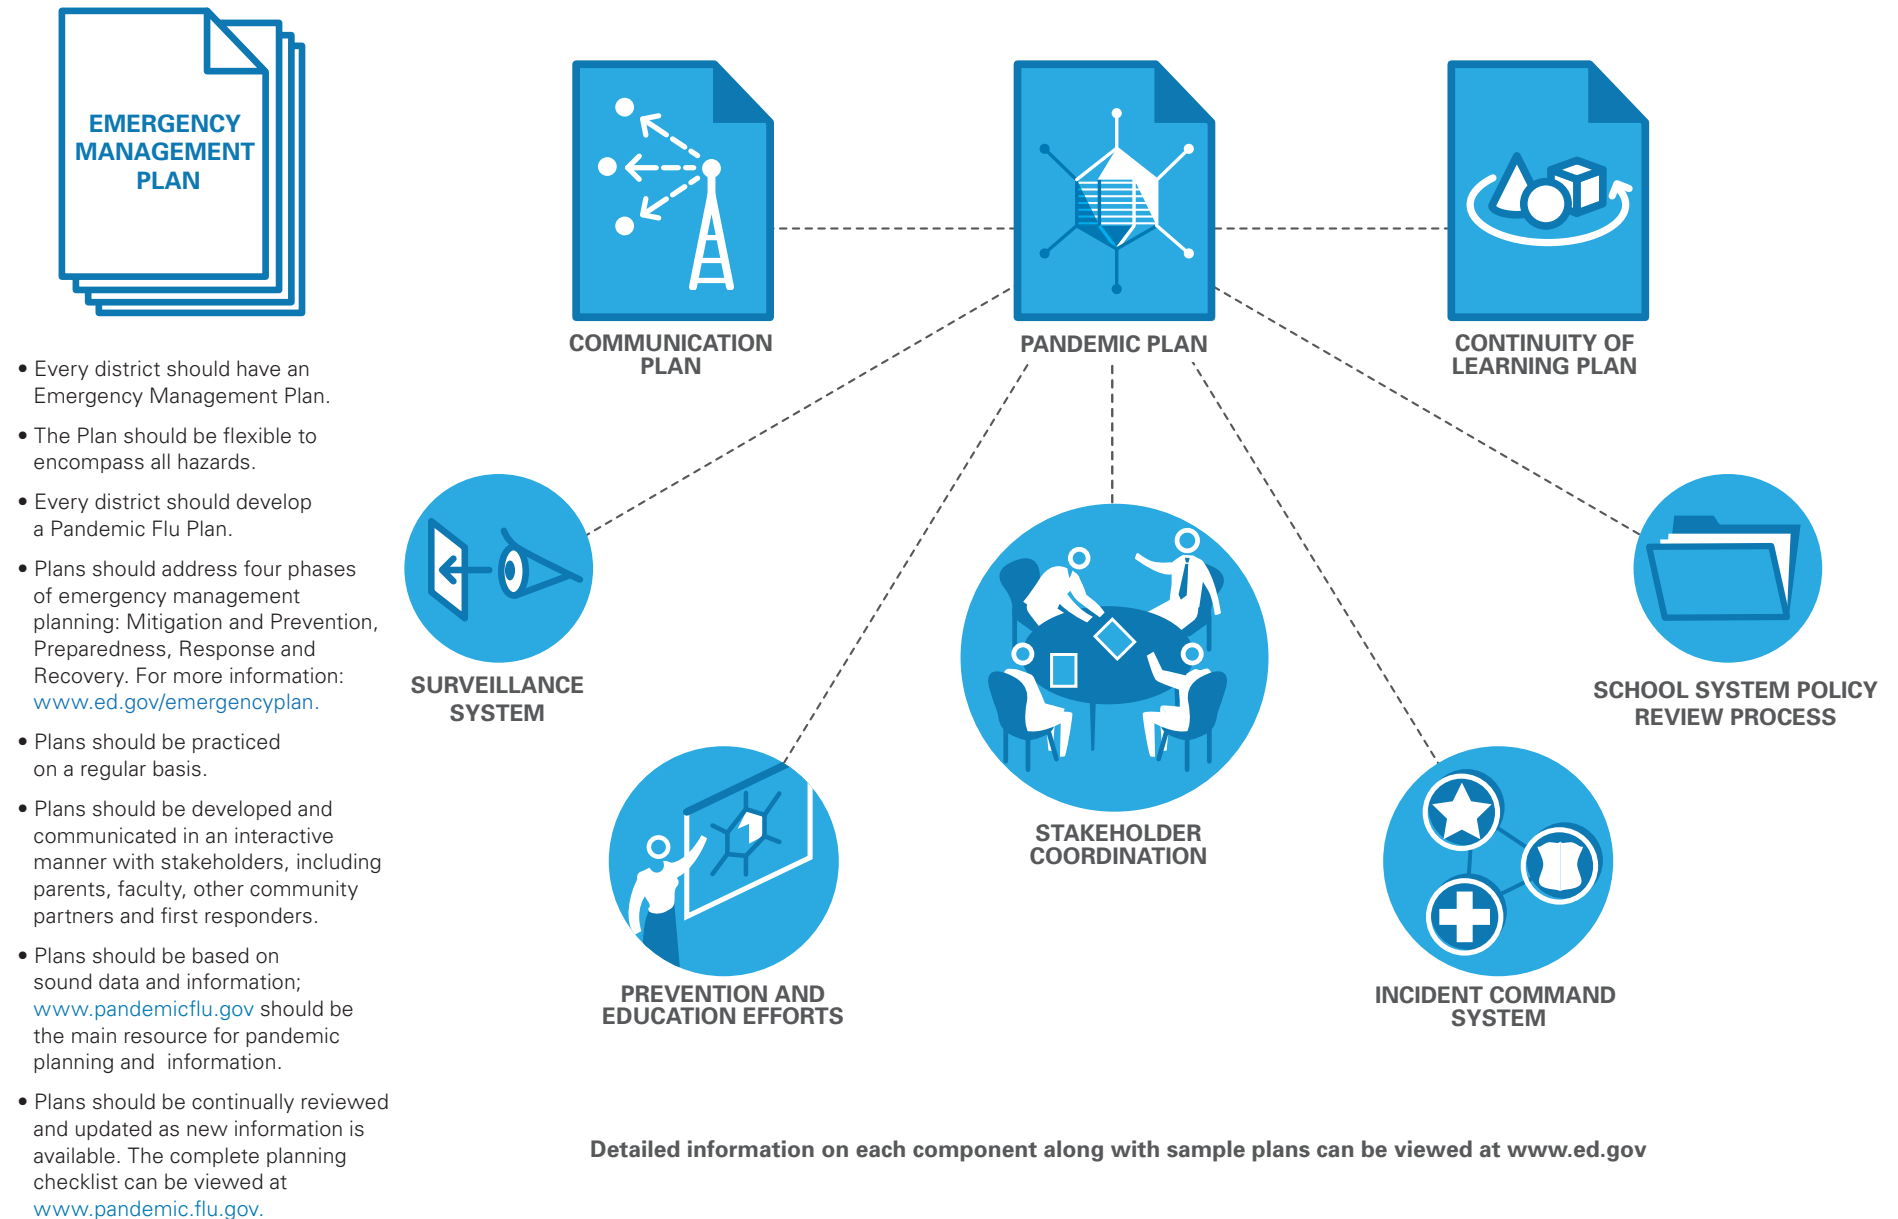 EMERGENCY
MANAGEMENT
PLAN
• Every district should have an
Emergency Management Plan.
• The Plan should be flexible to
encompass all hazards.
• Every district should develop
a Pandemic Flu Plan.
• Plans should address four phases
of emergency management
planning: Mitigation and Prevention,
Preparedness, Response and
Recovery. For more information:
www.ed.gov/emergencyplan.
• Plans should be practiced
on a regular basis.
• Plans should be developed and
communicated in an interactive
manner with stakeholders, including
parents, faculty, other community
partners and first responders.
• Plans should be based on
sound data and information;
www.pandemicflu.gov should be
the main resource for pandemic
planning and information.
• Plans should be continually reviewed
and updated as new information is
available. The complete planning
checklist can be viewed at
www.pandemic.flu.gov.
COMMUNICATION
PLAN
PANDEMIC PLAN
CONTINUITY OF
LEARNING PLAN
SURVEILLANCE
SYSTEM
PREVENTION AND
EDUCATION EFFORTS
STAKEHOLDER
COORDINATION
INCIDENT COMMAND
SYSTEM
SCHOOL SYSTEM POLICY
REVIEW PROCESS
Detailed information on each component along with sample plans can be viewed at www.ed.gov